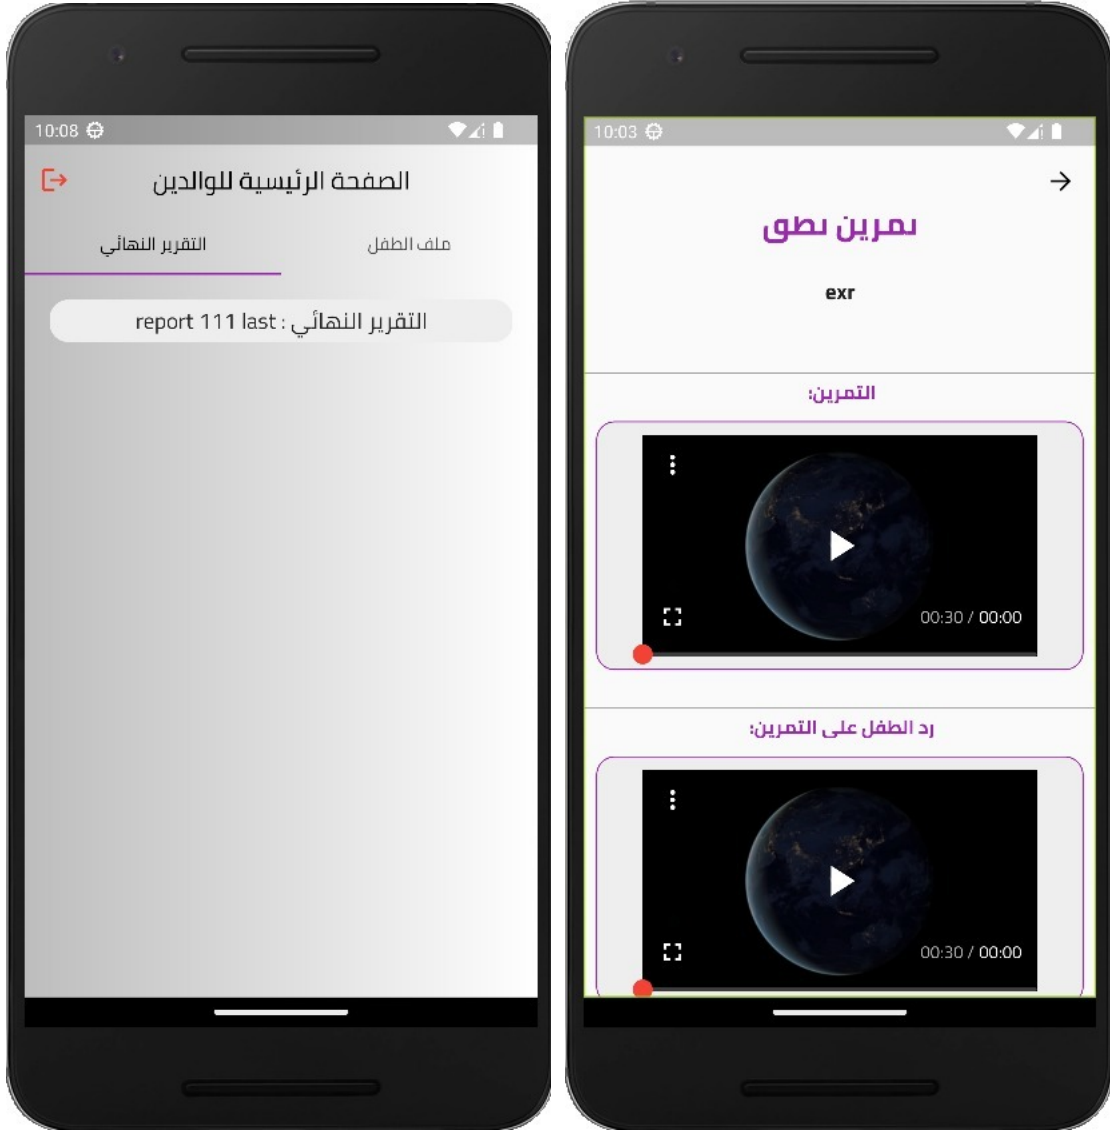 10:08
الصفحة الرئيسية للوالدين
ملف الطفل
التقرير النهائي
التقرير النهائي : report 111 last
10:03
تمرين نطق
exr
التمرين:
00:30 / 00:00
رد الطفل على التمرين:
00:30 / 00:00